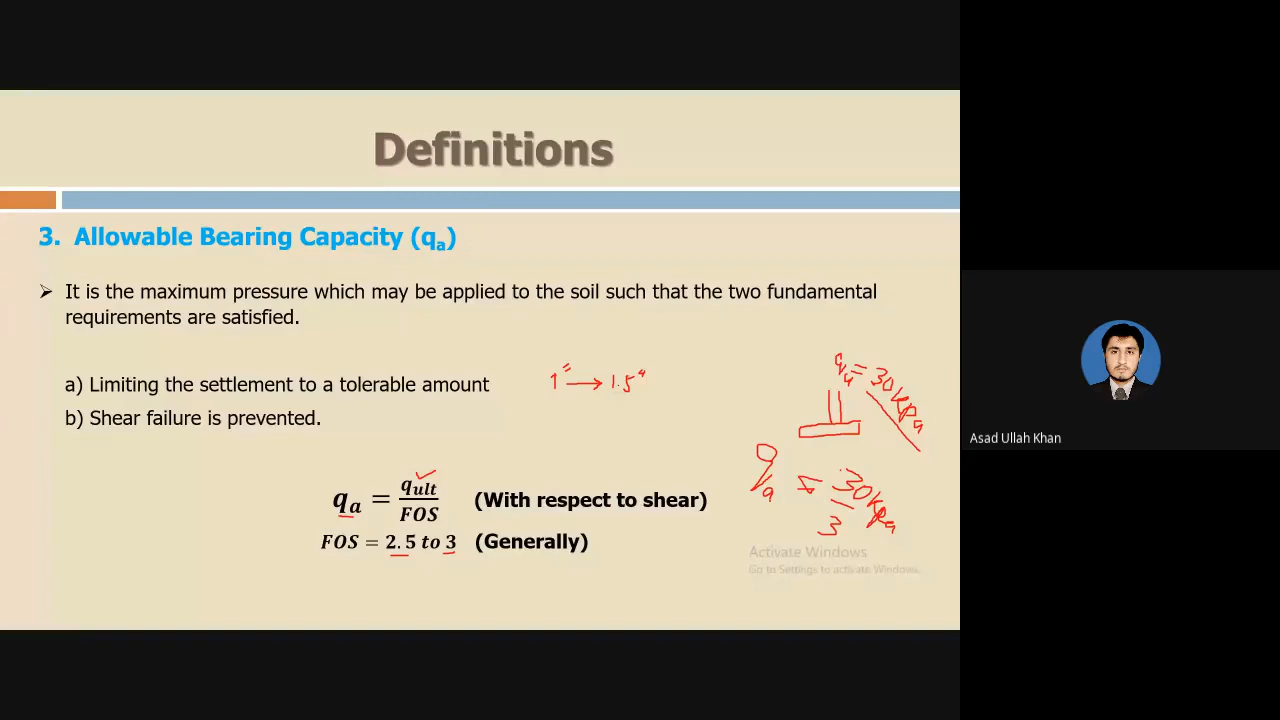 Definitions
3. Allowable Bearing Capacity (qa)
➢ It is the maximum pressure which may be applied to the soil such that the two fundamental
requirements are satisfied.
a) Limiting the settlement to a tolerable amount 1" → 1.5"
b) Shear failure is prevented.
qu = 30kPa
qa = qult / FOS (With respect to shear)
qa = 30kPa / 3
FOS = 2.5 to 3 (Generally)
Activate Windows
Go to Settings to activate Windows.
Asad Ullah Khan